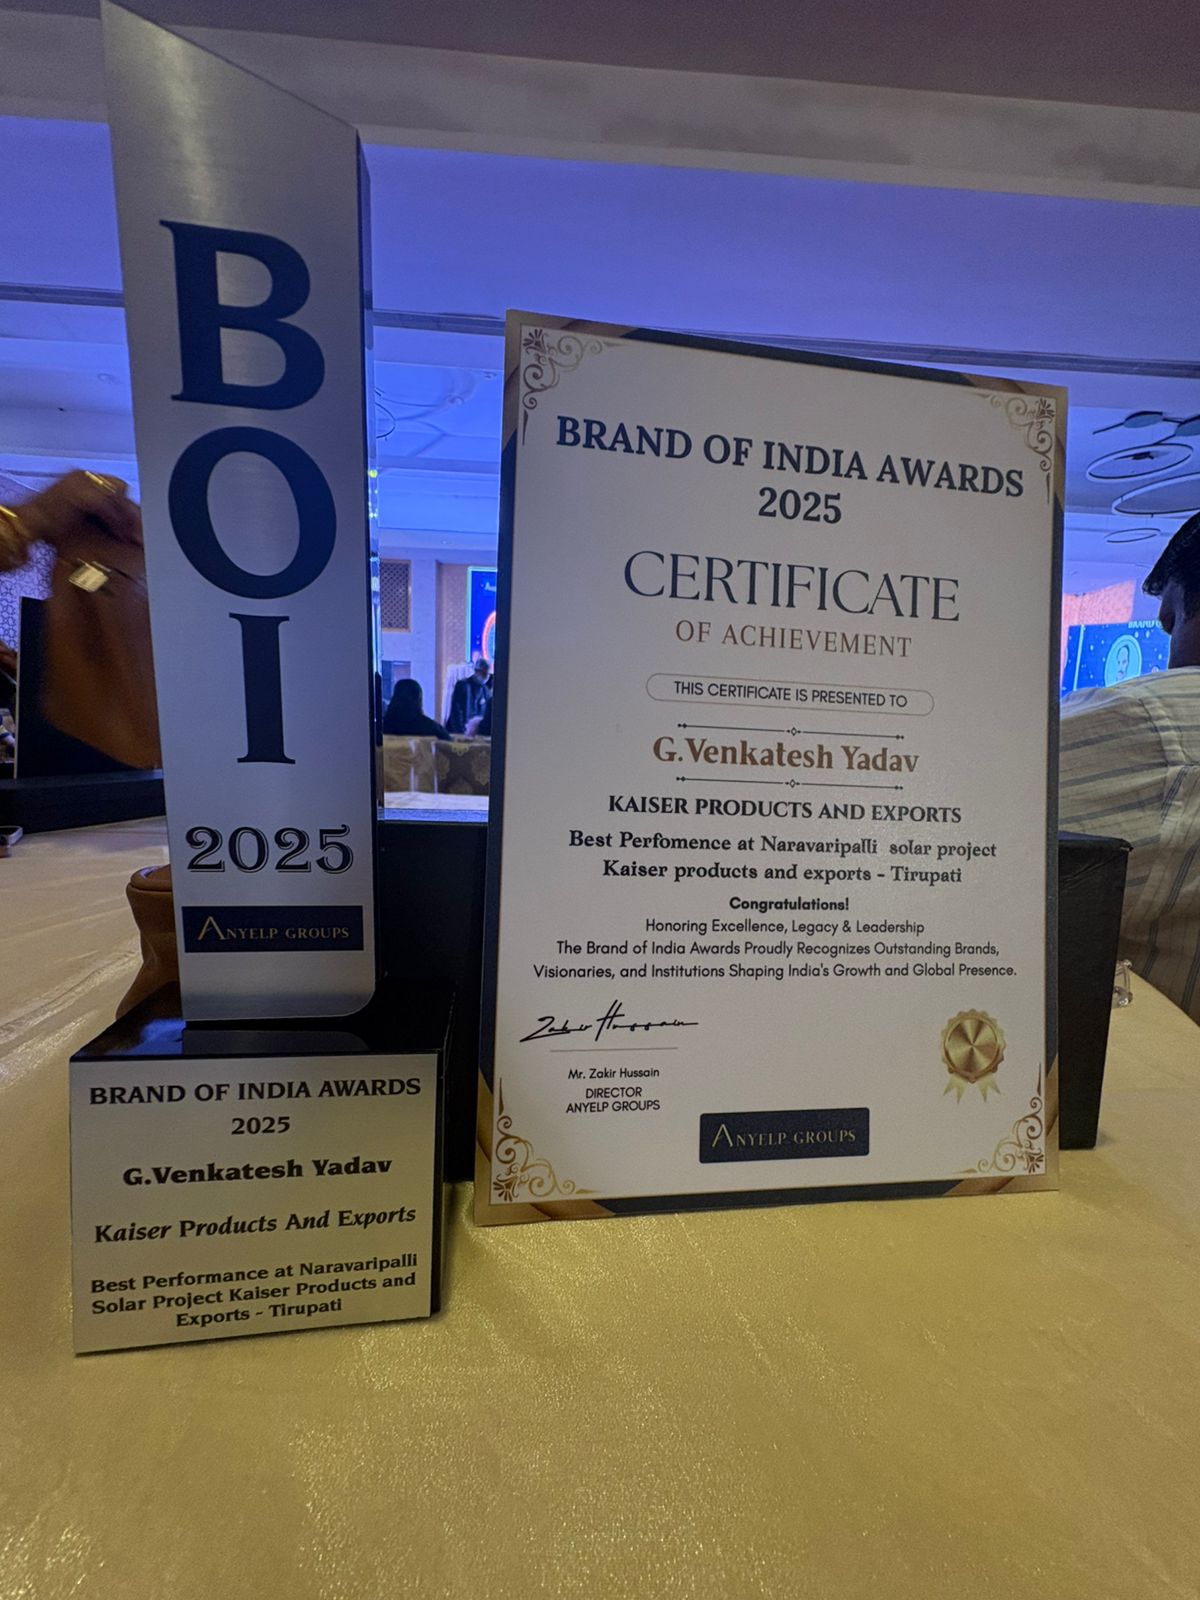 BOI
2025
ANYELP GROUPS
BRAND OF INDIA AWARDS
2025
G.Venkatesh Yadav
Kaiser Products And Exports
Best Performance at Naravaripalli
Solar Project Kaiser Products and
Exports - Tirupati
BRAND OF INDIA AWARDS
2025
CERTIFICATE
OF ACHIEVEMENT
THIS CERTIFICATE IS PRESENTED TO
G.Venkatesh Yadav
KAISER PRODUCTS AND EXPORTS
Best Perfomence at Naravaripalli solar project
Kaiser products and exports - Tirupati
Congratulations!
Honoring Excellence, Legacy & Leadership
The Brand of India Awards Proudly Recognizes Outstanding Brands,
Visionaries, and Institutions Shaping India's Growth and Global Presence.
Zakir Hussain
Mr. Zakir Hussain
DIRECTOR
ANYELP GROUPS
ANYELP GROUPS
BRAND